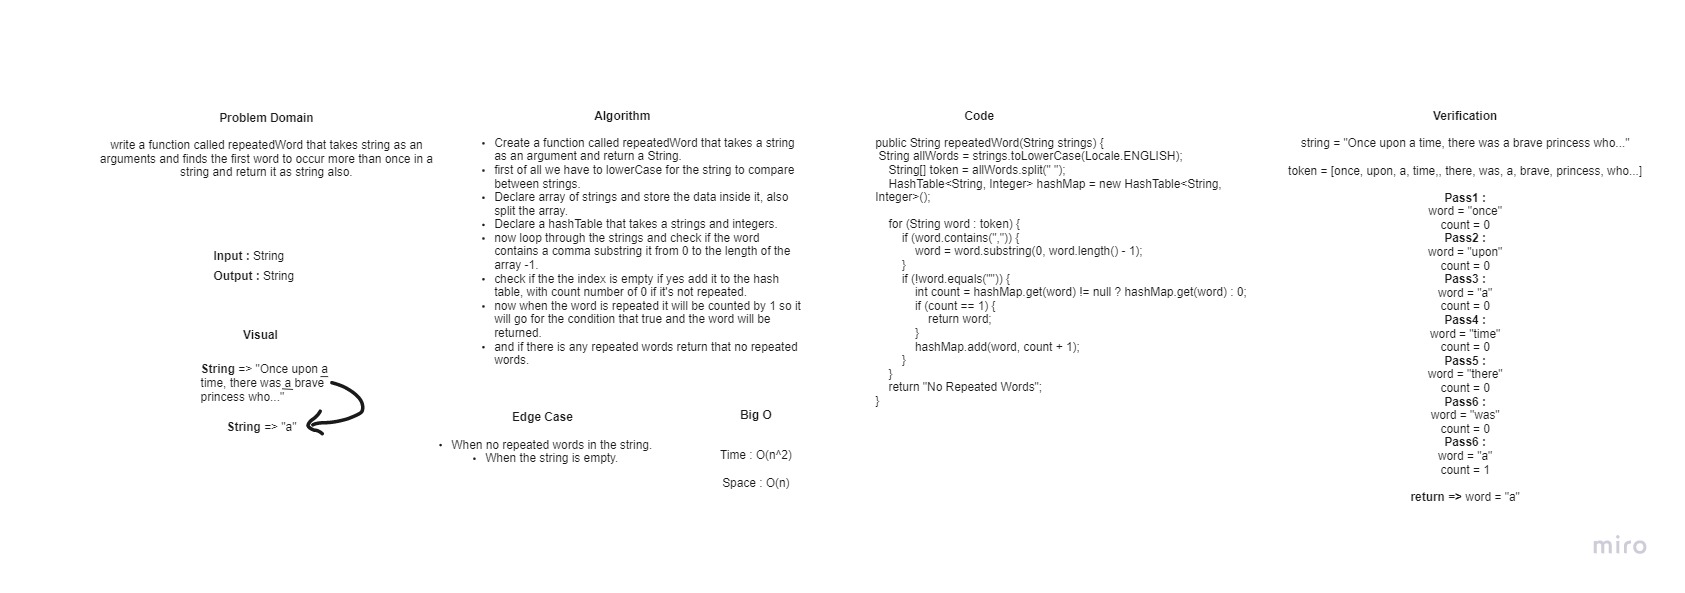 Problem Domain
write a function called repeatedWord that takes string as an
arguments and finds the first word to occur more than once in a
string and return it as string also.
Input : String
Output : String
Visual
String => "Once upon a
time, there was a brave
princess who..."
String => "a"
Algorithm
• Create a function called repeatedWord that takes a string
as an argument and return a String.
• first of all we have to lowerCase for the string to compare
between strings.
• Declare array of strings and store the data inside it, also
split the array.
• Declare a hashTable that takes a strings and integers.
• now loop through the strings and check if the word
contains a comma substring it from 0 to the length of the
array -1.
• check if the the index is empty if yes add it to the hash
table, with count number of 0 if it's not repeated.
• now when the word is repeated it will be counted by 1 so it
will go for the condition that true and the word will be
returned.
• and if there is any repeated words return that no repeated
words.
Edge Case
• When no repeated words in the string.
• When the string is empty.
Big O
Time : O(n^2)
Space : O(n)
Code
public String repeatedWord(String strings) {
String allWords = strings.toLowerCase(Locale.ENGLISH);
String[] token = allWords.split(" ");
HashTable<String, Integer> hashMap = new HashTable<String,
Integer>();
for (String word : token) {
if (word.contains(",")) {
word = word.substring(0, word.length() - 1);
}
if (!word.equals("")) {
int count = hashMap.get(word) != null ? hashMap.get(word) : 0;
if (count == 1) {
return word;
}
hashMap.add(word, count + 1);
}
}
return "No Repeated Words";
}
Verification
string = "Once upon a time, there was a brave princess who..."
token = [once, upon, a, time,, there, was, a, brave, princess, who...]
Pass1 :
word = "once"
count = 0
Pass2 :
word = "upon"
count = 0
Pass3 :
word = "a"
count = 0
Pass4 :
word = "time"
count = 0
Pass5 :
word = "there"
count = 0
Pass6 :
word = "was"
count = 0
Pass6 :
word = "a"
count = 1
return => word = "a"
miro